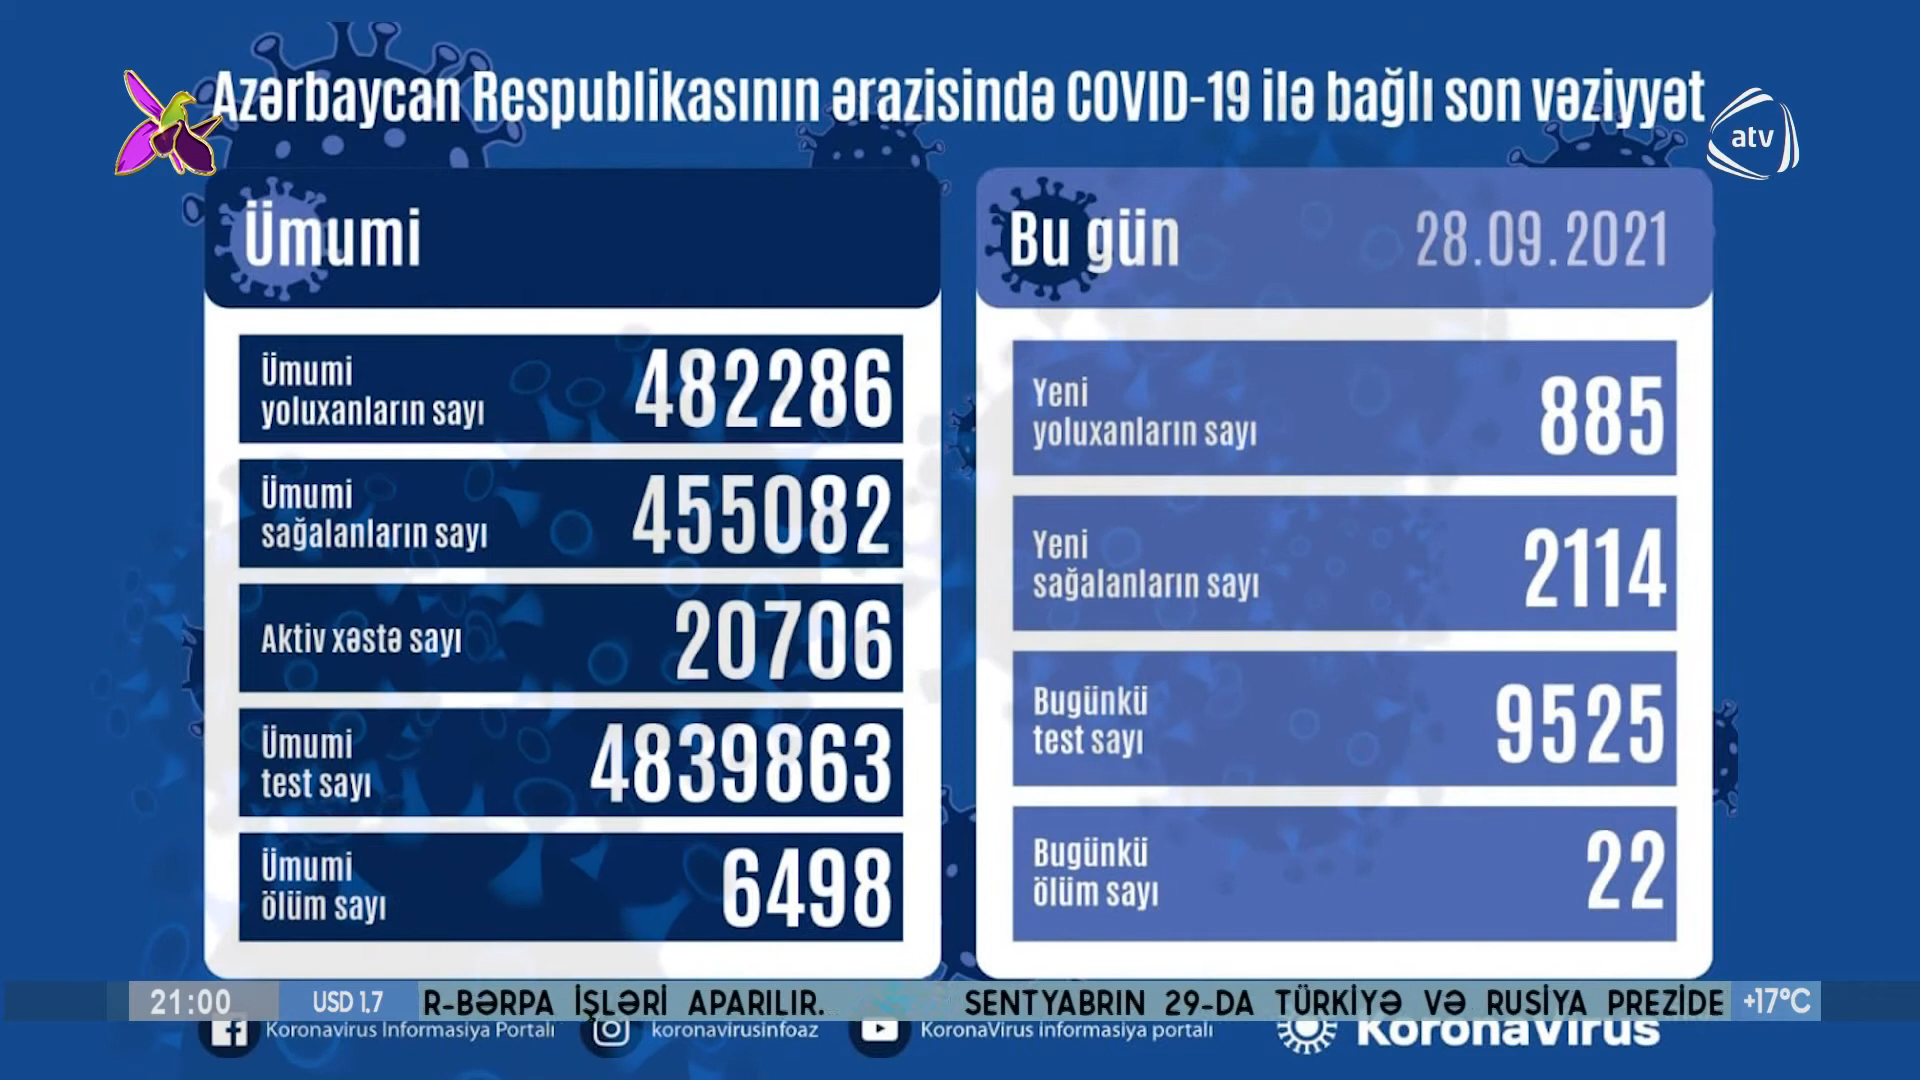 Azərbaycan Respublikasının ərazisində COVID-19 ilə bağlı son vəziyyət
atv
Ümumi
Ümumi
yoluxanların sayı
482286
Ümumi
sağalanların sayı
455082
Aktiv xəstə sayı
20706
Ümumi
test sayı
4839863
Ümumi
ölüm sayı
6498
Bu gün
28.09.2021
Yeni
yoluxanların sayı
885
Yeni
sağalanların sayı
2114
Bugünkü
test sayı
9525
Bugünkü
ölüm sayı
22
21:00
USD 1,7
R-BƏRPA İŞLƏRİ APARILIR.
SENTYABRIN 29-DA TÜRKİYƏ VƏ RUSİYA PREZİDE
+17°C
Koronavirus İnformasiya Portalı
koronavirusinfoaz
KoronaVirus informasiya portalı
KoronaVirus